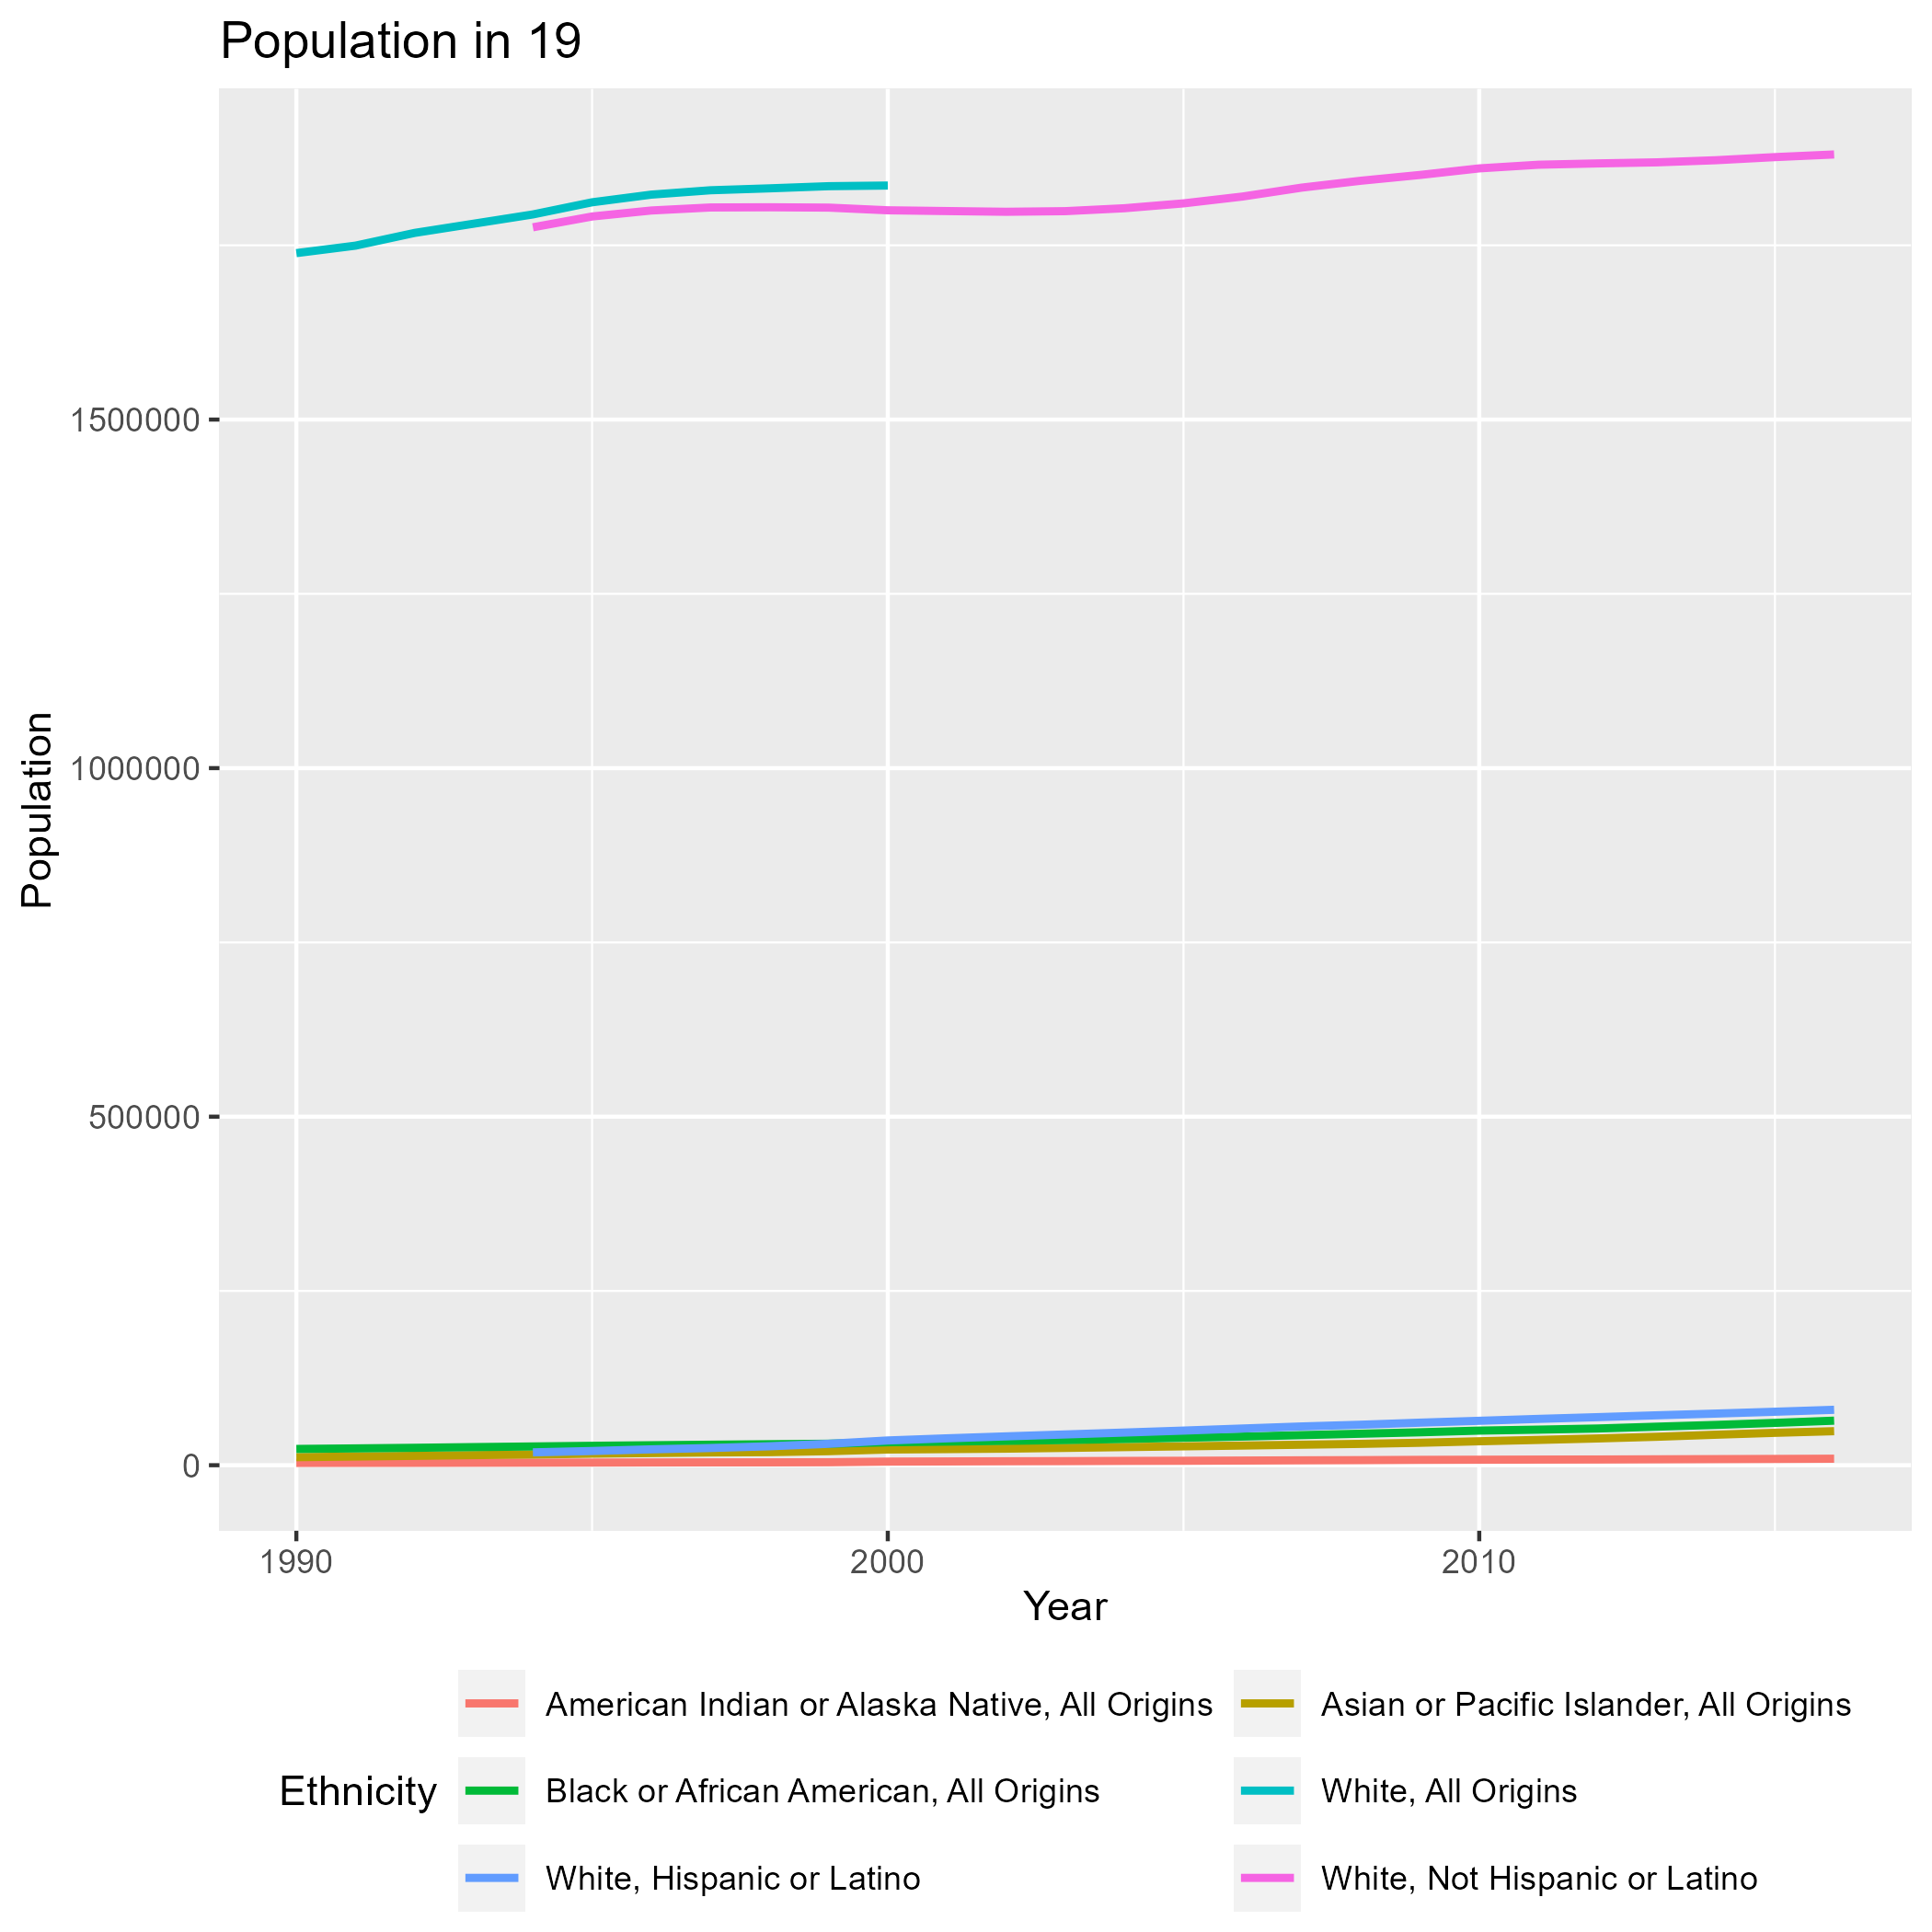 Population in 19
Population
1500000
1000000
500000
0
1990 2000 2010
Year
Ethnicity
American Indian or Alaska Native, All Origins
Asian or Pacific Islander, All Origins
Black or African American, All Origins
White, All Origins
White, Hispanic or Latino
White, Not Hispanic or Latino